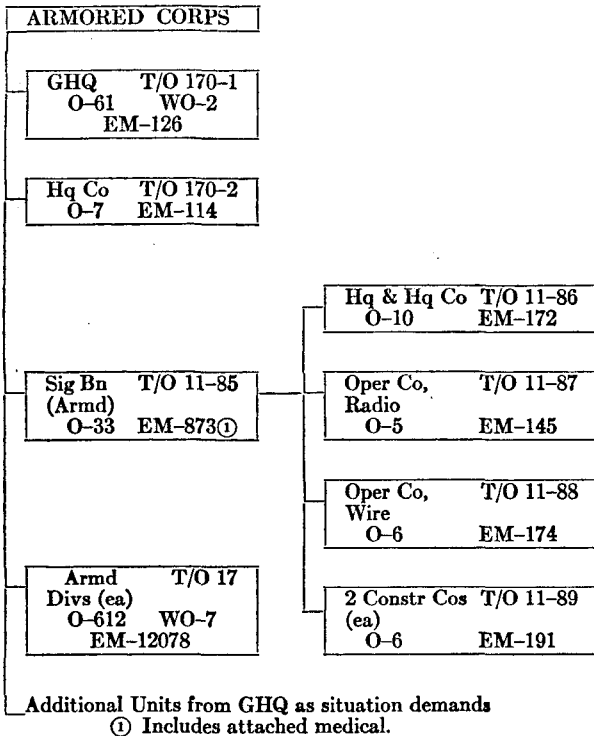 ARMORED CORPS
GHQ T/O 170-1
O-61 WO-2
EM-126
Hq Co T/O 170-2
O-7 EM-114
Sig Bn T/O 11-85
(Armd)
O-33 EM-873①
Hq & Hq Co T/O 11-86
O-10 EM-172
Oper Co, T/O 11-87
Radio
O-5 EM-145
Oper Co, T/O 11-88
Wire
O-6 EM-174
2 Constr Cos T/O 11-89
(ea)
O-6 EM-191
Armd T/O 17
Divs (ea)
O-612 WO-7
EM-12078
Additional Units from GHQ as situation demands
① Includes attached medical.